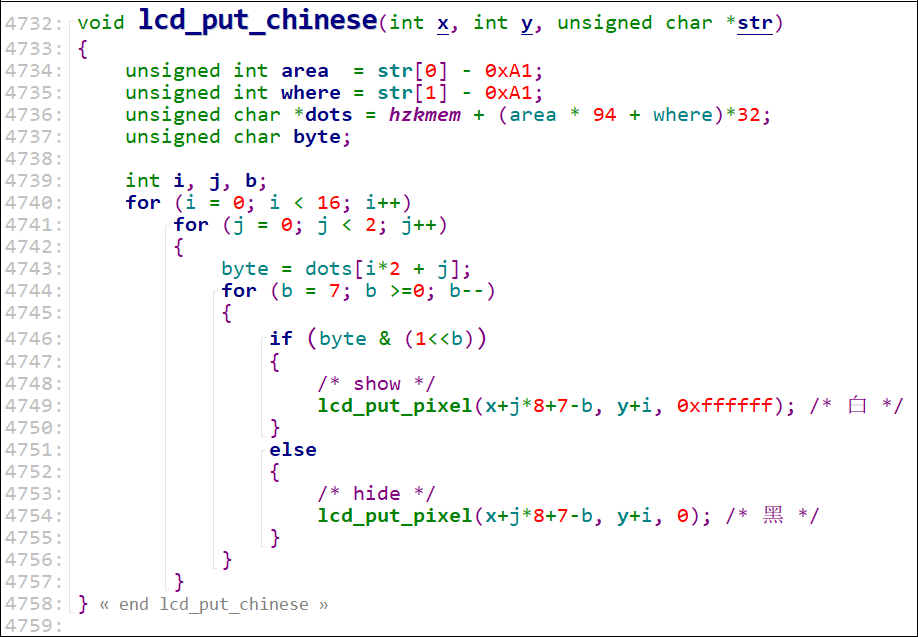 4732: void lcd_put_chinese(int x, int y, unsigned char *str)
4733: {
4734:     unsigned int area  = str[0] - 0xA1;
4735:     unsigned int where = str[1] - 0xA1;
4736:     unsigned char *dots = hzkmem + (area * 94 + where)*32;
4737:     unsigned char byte;
4738:
4739:     int i, j, b;
4740:     for (i = 0; i < 16; i++)
4741:         for (j = 0; j < 2; j++)
4742:         {
4743:             byte = dots[i*2 + j];
4744:             for (b = 7; b >=0; b--)
4745:             {
4746:                 if (byte & (1<<b))
4747:                 {
4748:                     /* show */
4749:                     lcd_put_pixel(x+j*8+7-b, y+i, 0xffffff); /* 白 */
4750:                 }
4751:                 else
4752:                 {
4753:                     /* hide */
4754:                     lcd_put_pixel(x+j*8+7-b, y+i, 0); /* 黑 */
4755:                 }
4756:             }
4757:         }
4758: } « end lcd_put_chinese »
4759: